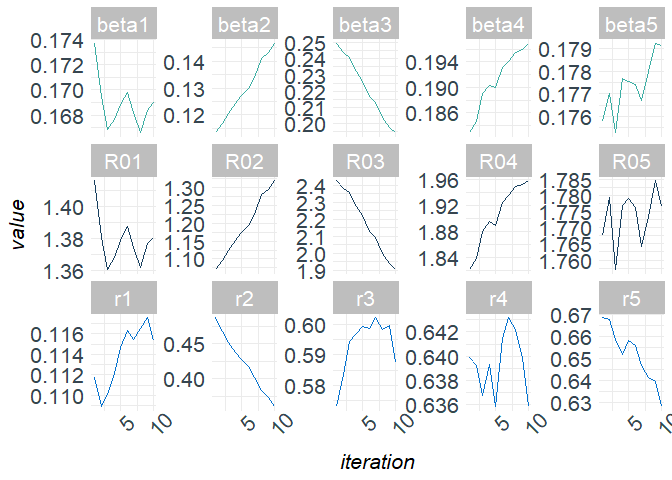 beta1 beta2 beta3 beta4 beta5
0.174 0.172 0.170 0.168
0.14 0.13 0.12
0.25 0.24 0.23 0.22 0.21 0.20
0.194 0.190 0.186
0.179 0.178 0.177 0.176
R01 R02 R03 R04 R05
1.40 1.38 1.36
1.30 1.25 1.20 1.15 1.10
2.4 2.3 2.2 2.1 2.0 1.9
1.96 1.92 1.88 1.84
1.785 1.780 1.775 1.770 1.765 1.760
r1 r2 r3 r4 r5
0.116 0.114 0.112 0.110
0.45 0.40
0.60 0.59 0.58
0.642 0.640 0.638 0.636
0.67 0.66 0.65 0.64 0.63
5 10 5 10 5 10 5 10 5 10
value
iteration